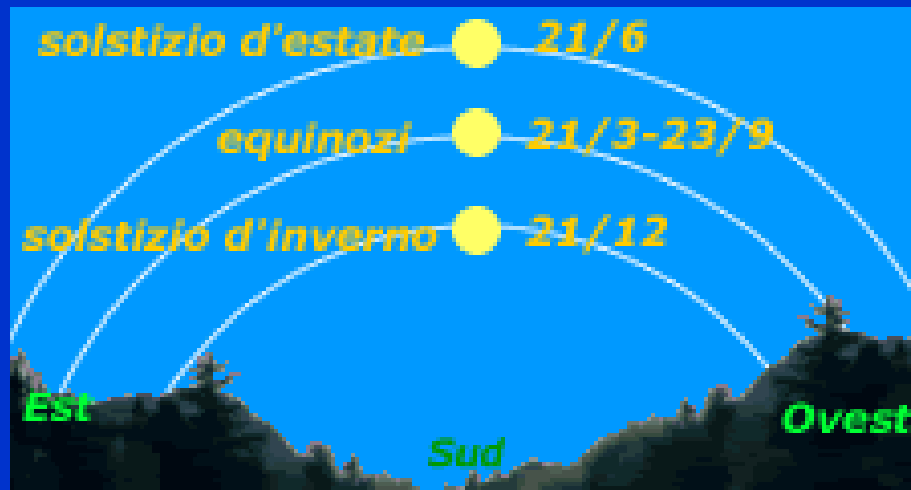 solstizio d'estate 21/6
equinozi 21/3-23/9
solstizio d'inverno 21/12
Est Ovest
Sud